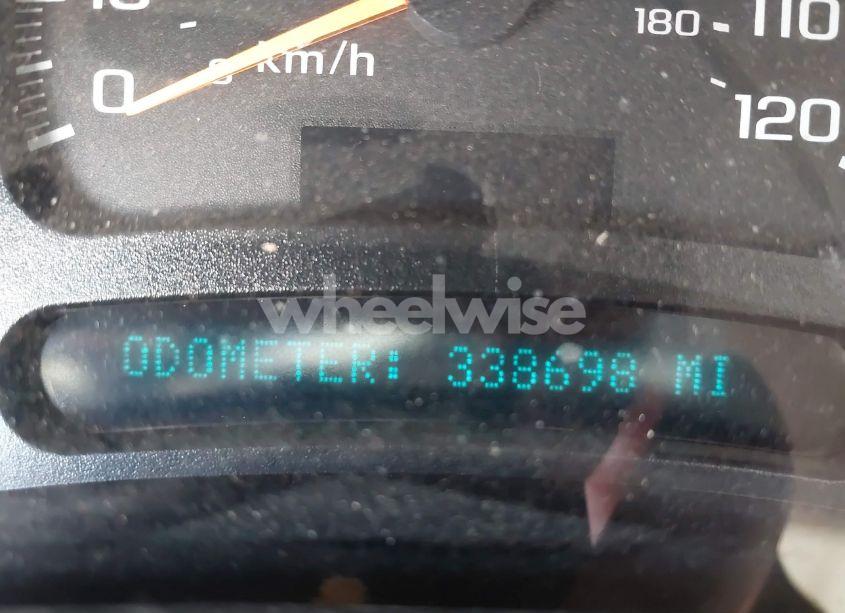 180 110
km/h
0
120
wheelwise
ODOMETER: 338698 MI